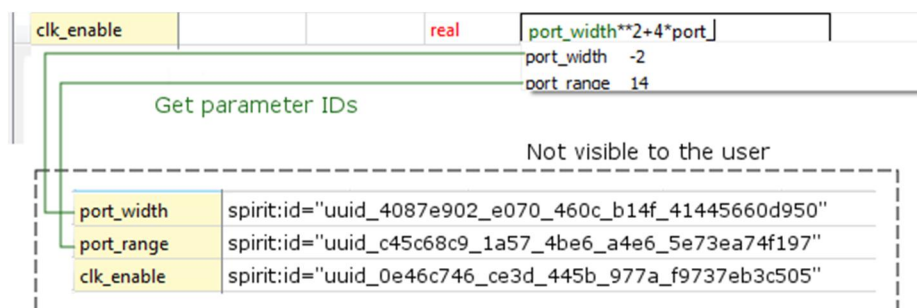 clk_enable real port_width**2+4*port_
port_width -2
port_range 14
Get parameter IDs
Not visible to the user
port_width spirit:id="uuid_4087e902_e070_460c_b14f_41445660d950"
port_range spirit:id="uuid_c45c68c9_1a57_4be6_a4e6_5e73ea74f197"
clk_enable spirit:id="uuid_0e46c746_ce3d_445b_977a_f9737eb3c505"